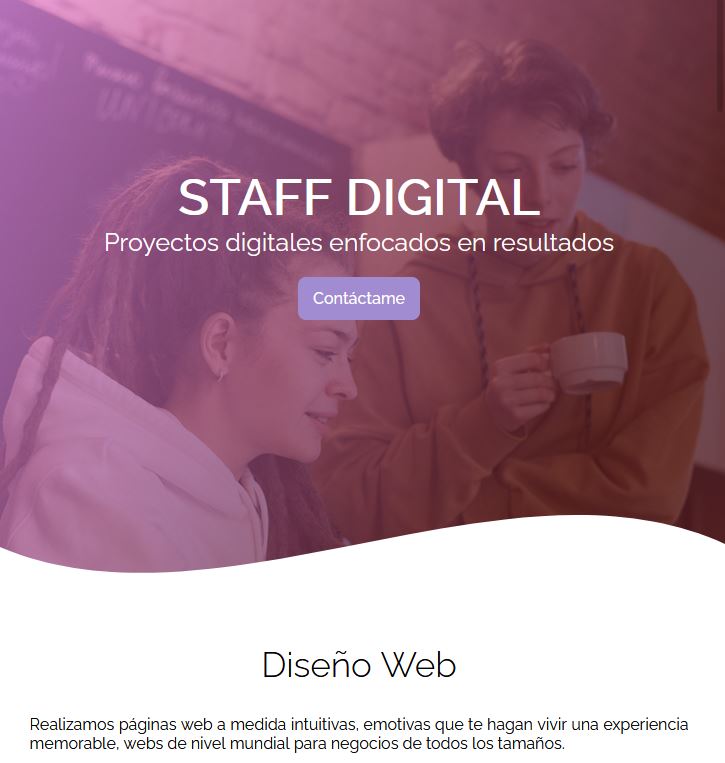 STAFF DIGITAL
Proyectos digitales enfocados en resultados
Contáctame
Diseño Web
Realizamos páginas web a medida intuitivas, emotivas que te hagan vivir una experiencia
memorable, webs de nivel mundial para negocios de todos los tamaños.